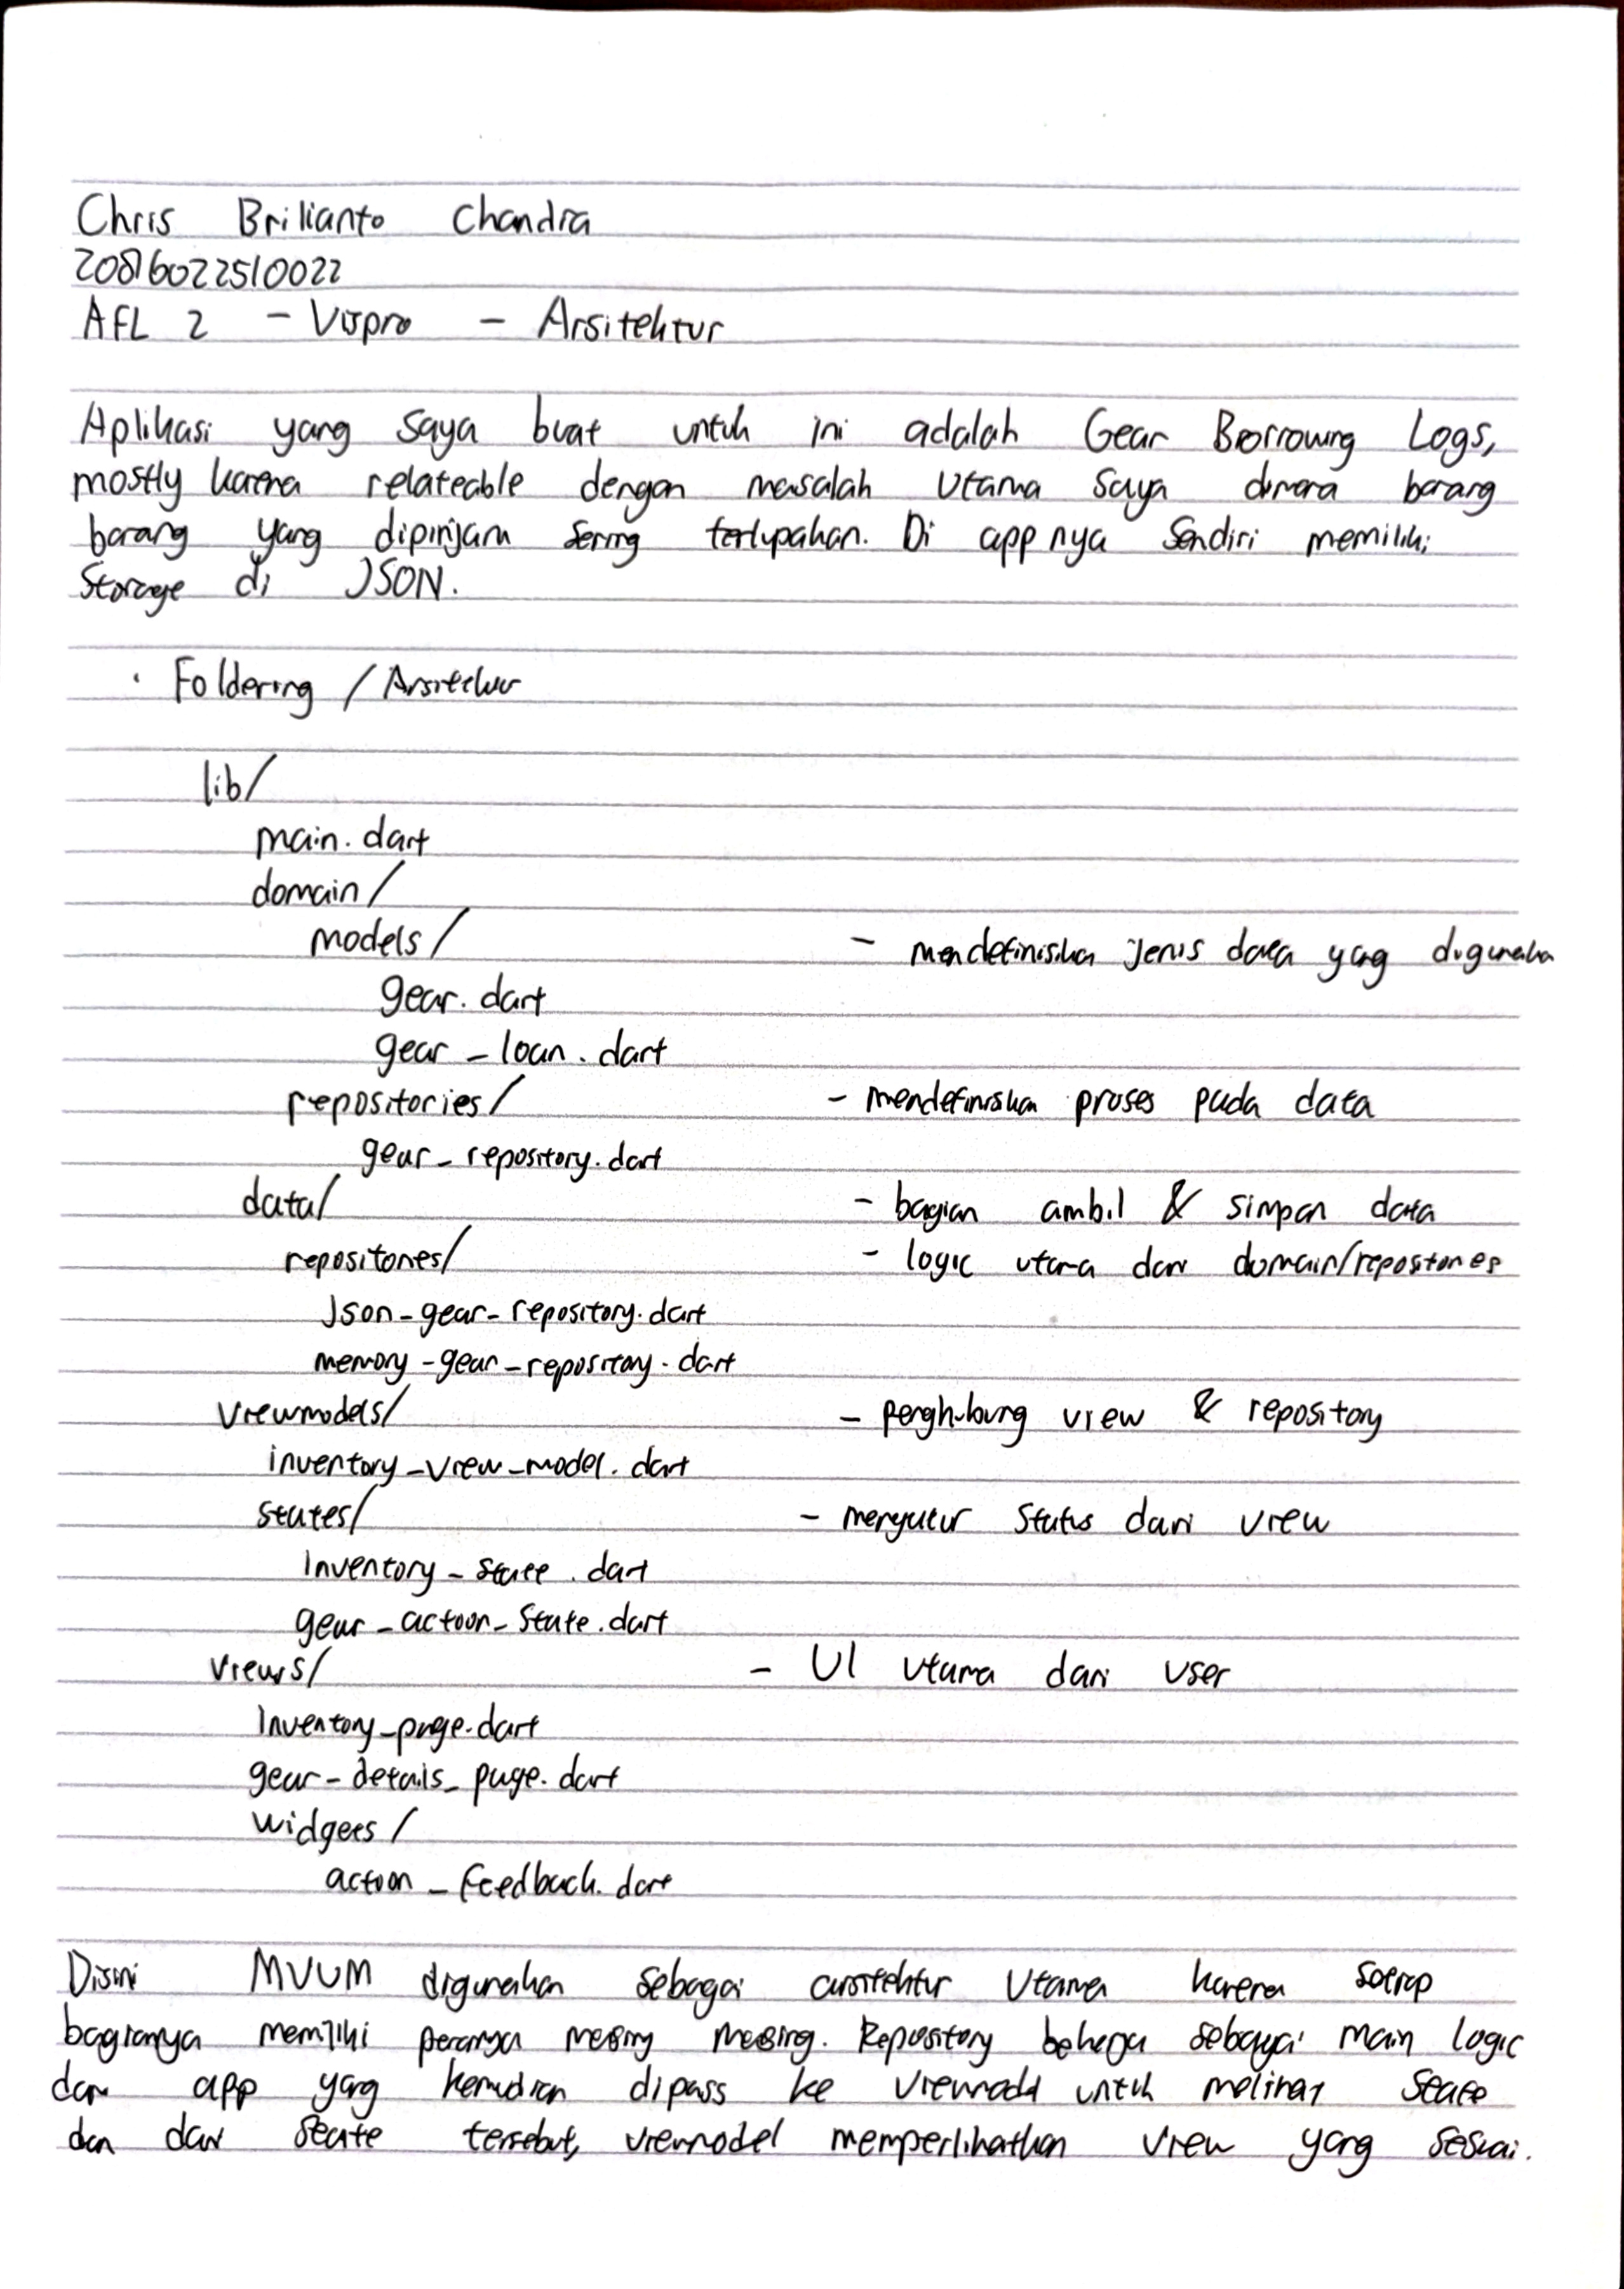 Chris Brilianto Chandra
20816022510022
AFL 2 - Vispro - Arsitektur
Aplikasi yang saya buat untuk ini adalah Gear Borrowing Logs,
mostly karena relateable dengan masalah utama saya dimana barang
barang yang dipinjam sering terlupakan. Di app nya sendiri memiliki
storage di JSON.
· Foldering / Arsitektur
lib/
main.dart
domain/
models/ - mendefinisikan jenis data yang digunakan
gear.dart
gear_loan.dart
repositories/ - mendefinisikan proses pada data
gear_repository.dart
data/ - bagian ambil & simpan data
repositories/ - logic utama dari domain/repositories
json_gear_repository.dart
memory_gear_repository.dart
viewmodels/ - penghubung view & repository
inventory_view_model.dart
states/ - mengatur status dari view
inventory_state.dart
gear_action_state.dart
views/ - UI utama dari user
inventory_page.dart
gear_details_page.dart
widgets/
action_feedback.dart
Disini MVVM digunakan sebagai arsitektur utama karena setiap
bagianya memiliki peranya masing masing. Repository bekerja sebagai main logic
dari app yang kemudian dipass ke viewmodel untuk melihat state
dan dari state tersebut, viewmodel memperlihatkan view yang sesuai.